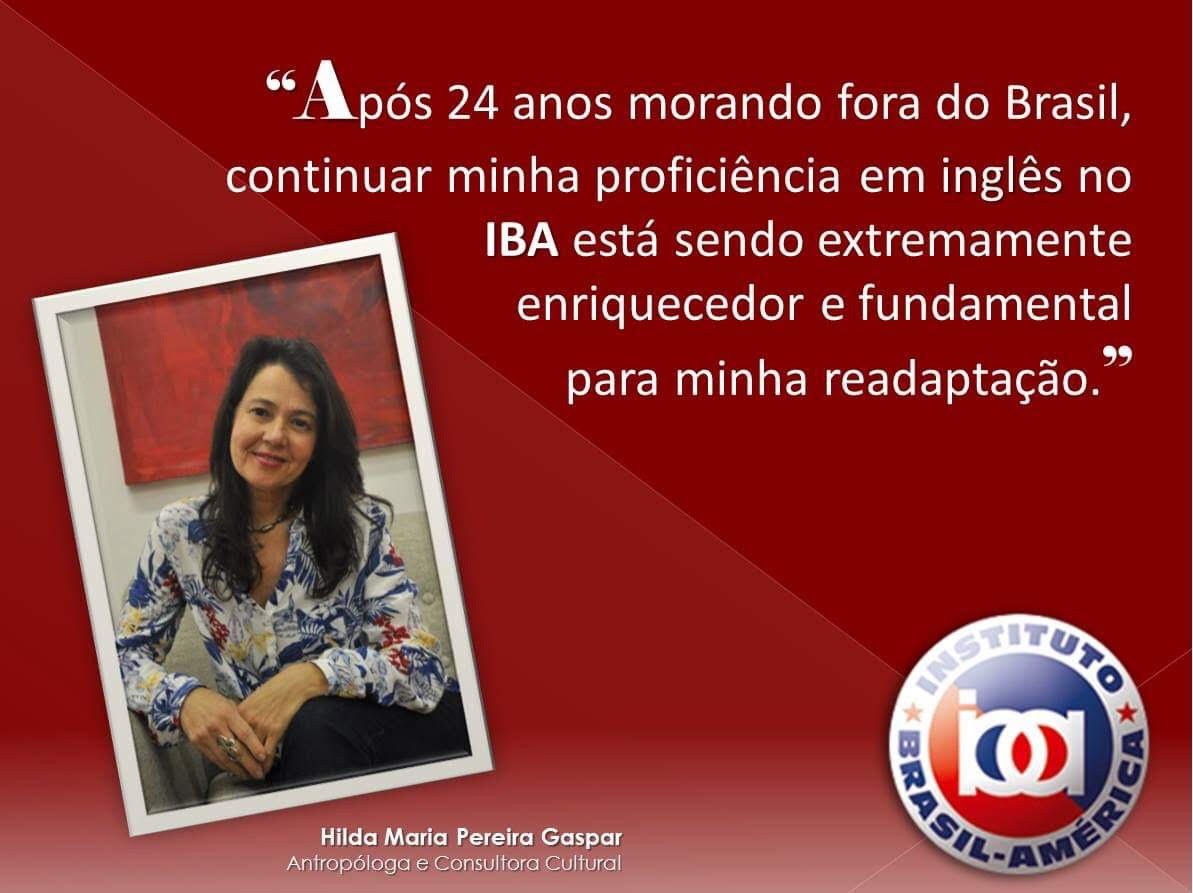 “Após 24 anos morando fora do Brasil,
continuar minha proficiência em inglês no
IBA está sendo extremamente
enriquecedor e fundamental
para minha readaptação.”
Hilda Maria Pereira Gaspar
Antropóloga e Consultora Cultural
INSTITUTO
iba
BRASIL-AMÉRICA